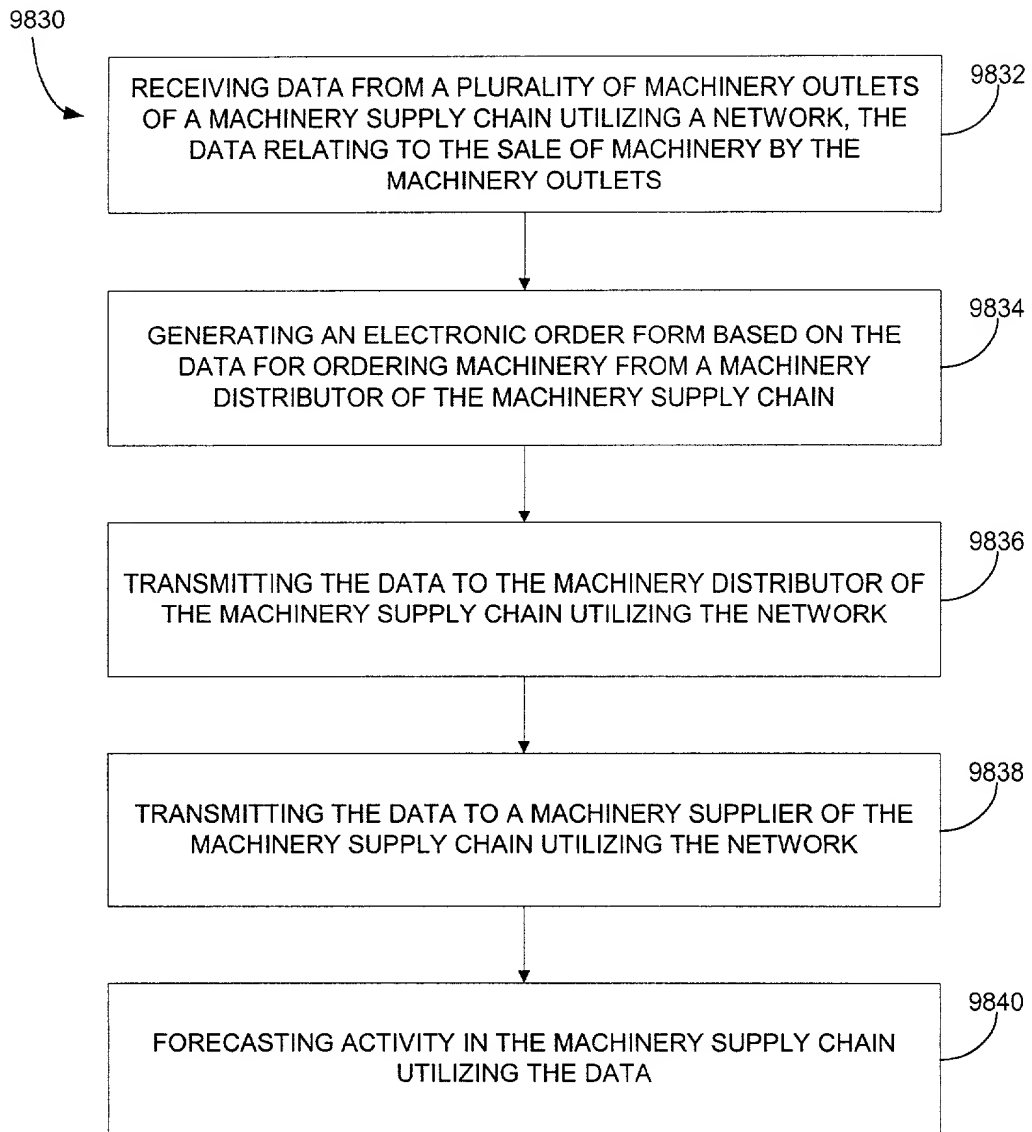 9830
RECEIVING DATA FROM A PLURALITY OF MACHINERY OUTLETS
OF A MACHINERY SUPPLY CHAIN UTILIZING A NETWORK, THE
DATA RELATING TO THE SALE OF MACHINERY BY THE
MACHINERY OUTLETS
9832
GENERATING AN ELECTRONIC ORDER FORM BASED ON THE
DATA FOR ORDERING MACHINERY FROM A MACHINERY
DISTRIBUTOR OF THE MACHINERY SUPPLY CHAIN
9834
TRANSMITTING THE DATA TO THE MACHINERY DISTRIBUTOR OF
THE MACHINERY SUPPLY CHAIN UTILIZING THE NETWORK
9836
TRANSMITTING THE DATA TO A MACHINERY SUPPLIER OF THE
MACHINERY SUPPLY CHAIN UTILIZING THE NETWORK
9838
FORECASTING ACTIVITY IN THE MACHINERY SUPPLY CHAIN
UTILIZING THE DATA
9840